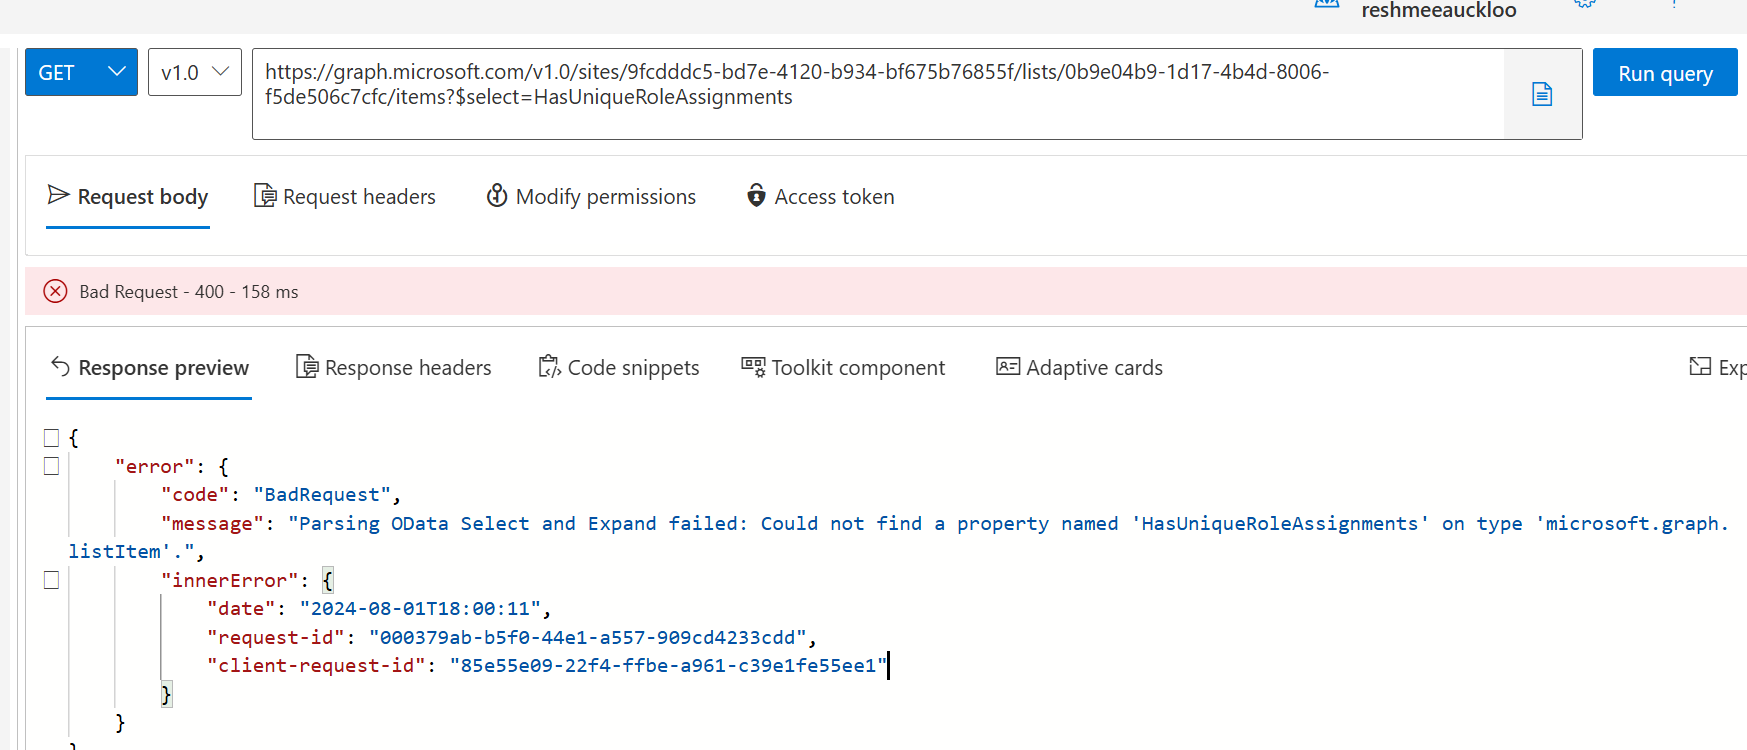 reshmeeauckloo
GET
v1.0
https://graph.microsoft.com/v1.0/sites/9fcdddc5-bd7e-4120-b934-bf675b76855f/lists/0b9e04b9-1d17-4b4d-8006-
f5de506c7cfc/items?$select=HasUniqueRoleAssignments
Run query
Request body
Request headers
Modify permissions
Access token
Bad Request - 400 - 158 ms
Response preview
Response headers
Code snippets
Toolkit component
Adaptive cards
Exp
{
"error": {
"code": "BadRequest",
"message": "Parsing OData Select and Expand failed: Could not find a property named 'HasUniqueRoleAssignments' on type 'microsoft.graph.
listItem'.",
"innerError": {
"date": "2024-08-01T18:00:11",
"request-id": "000379ab-b5f0-44e1-a557-909cd4233cdd",
"client-request-id": "85e55e09-22f4-ffbe-a961-c39e1fe55ee1"
}
}
}